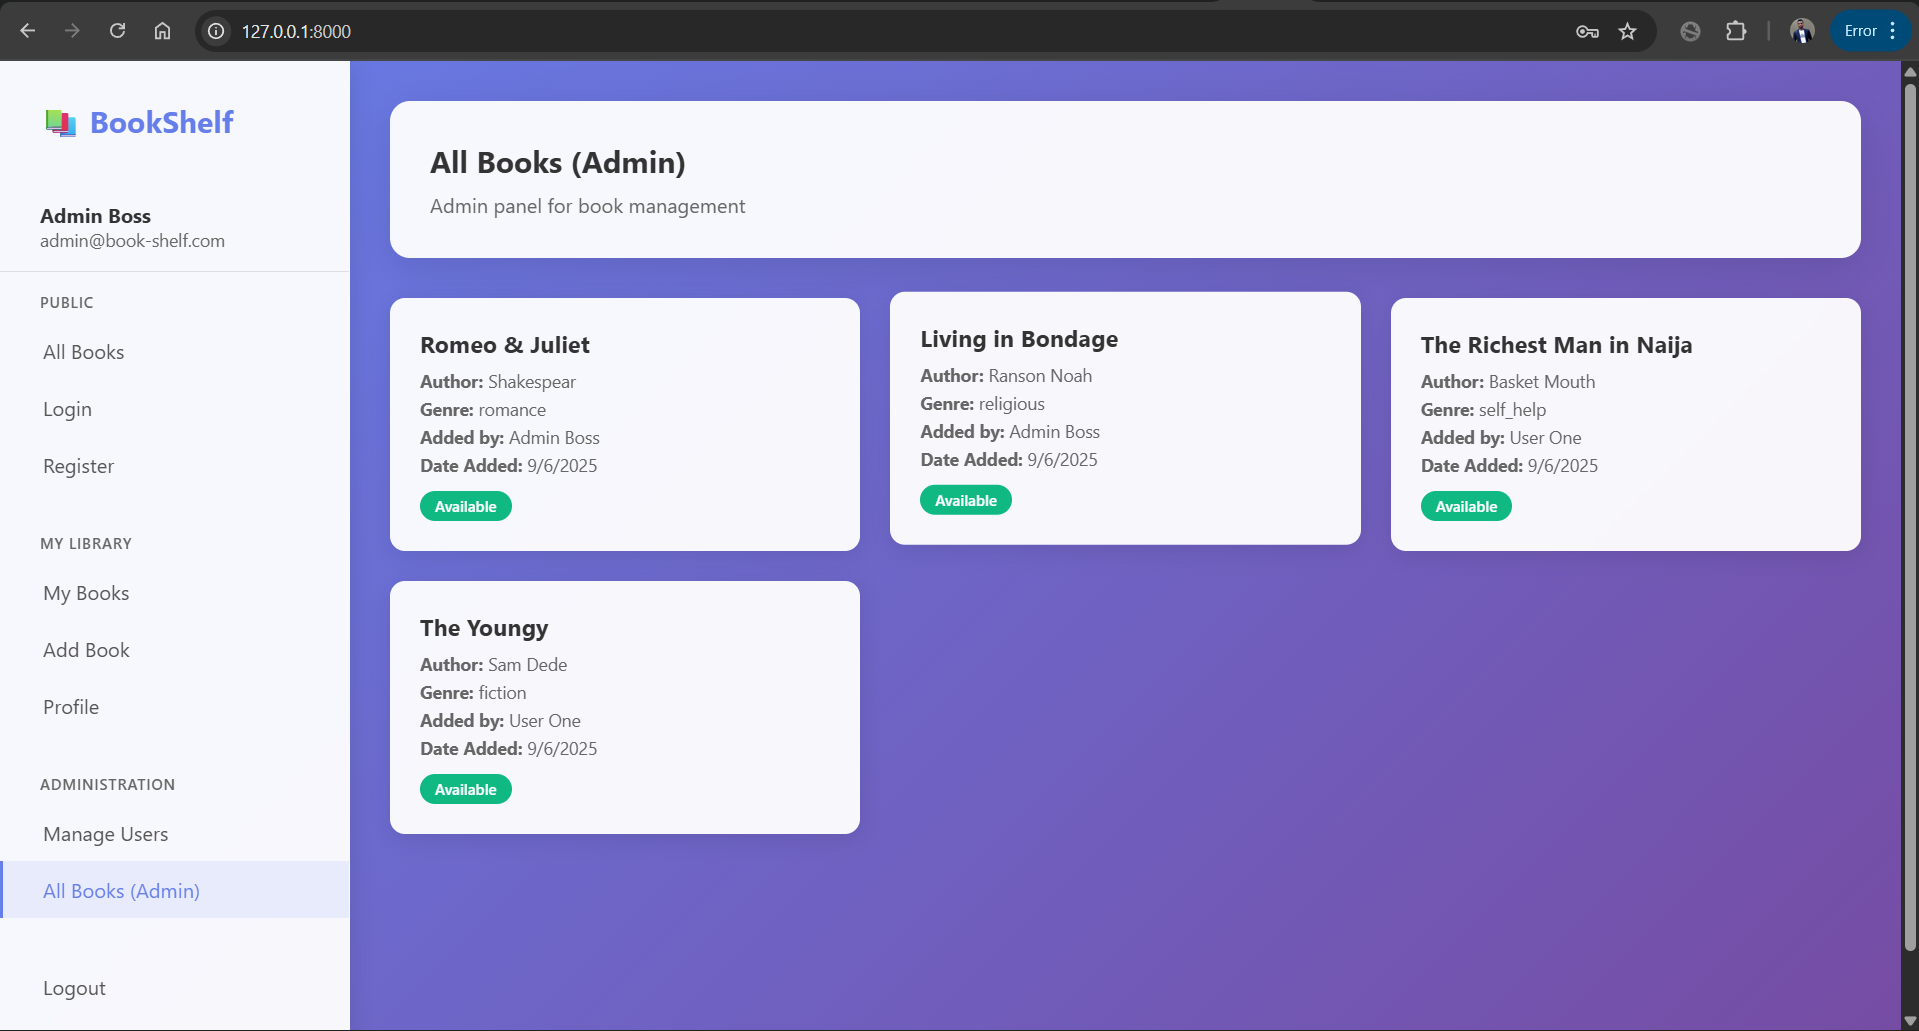 127.0.0.1:8000
Error
BookShelf
Admin Boss
admin@book-shelf.com
PUBLIC
All Books
Login
Register
MY LIBRARY
My Books
Add Book
Profile
ADMINISTRATION
Manage Users
All Books (Admin)
Logout
All Books (Admin)
Admin panel for book management
Romeo & Juliet
Author: Shakespear
Genre: romance
Added by: Admin Boss
Date Added: 9/6/2025
Available
Living in Bondage
Author: Ranson Noah
Genre: religious
Added by: Admin Boss
Date Added: 9/6/2025
Available
The Richest Man in Naija
Author: Basket Mouth
Genre: self_help
Added by: User One
Date Added: 9/6/2025
Available
The Youngy
Author: Sam Dede
Genre: fiction
Added by: User One
Date Added: 9/6/2025
Available